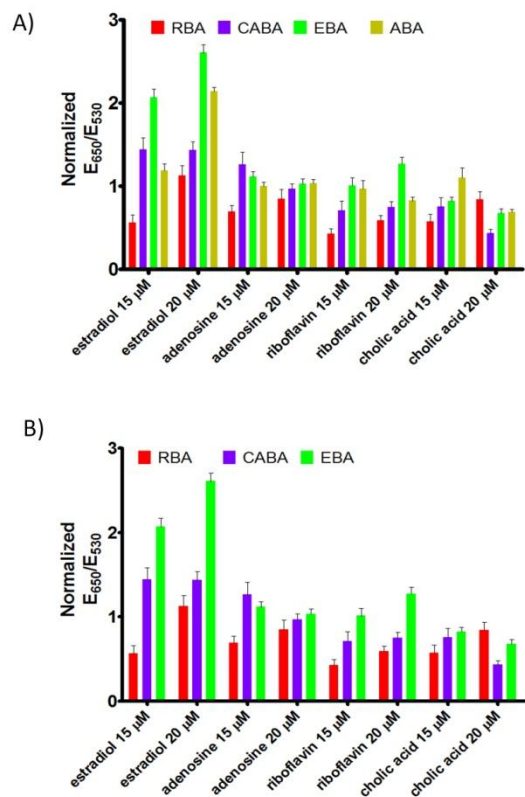 A)
RBA CABA EBA ABA
Normalized
E650/E530
3
2
1
0
estradiol 15 µM
estradiol 20 µM
adenosine 15 µM
adenosine 20 µM
riboflavin 15 µM
riboflavin 20 µM
cholic acid 15 µM
cholic acid 20 µM
B)
RBA CABA EBA
Normalized
E650/E530
3
2
1
0
estradiol 15 µM
estradiol 20 µM
adenosine 15 µM
adenosine 20 µM
riboflavin 15 µM
riboflavin 20 µM
cholic acid 15 µM
cholic acid 20 µM